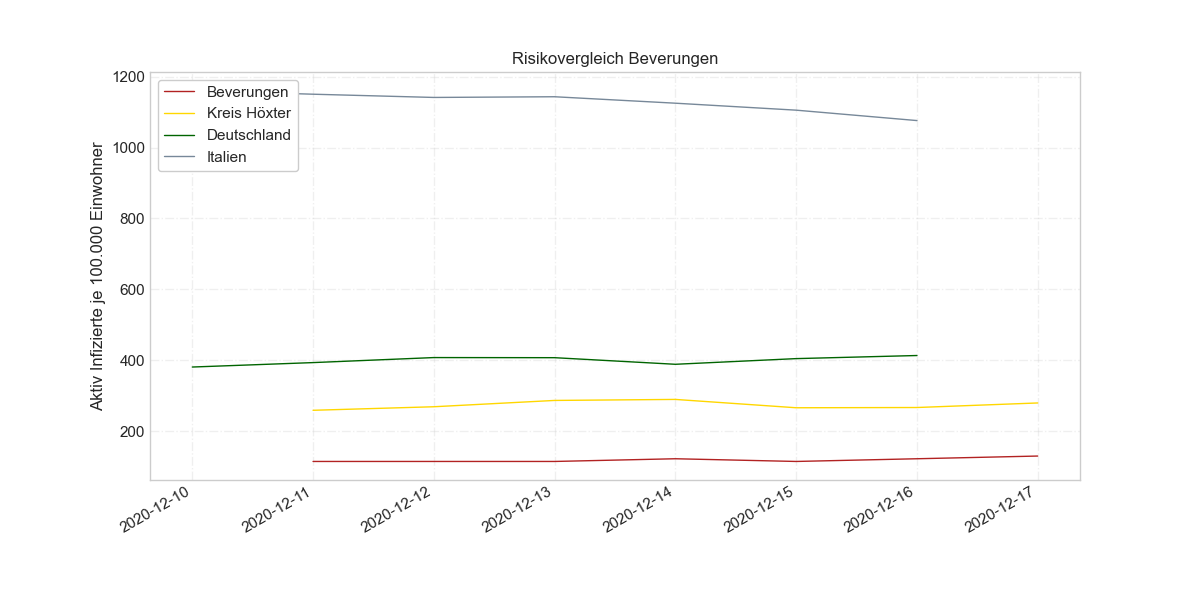 Risikovergleich Beverungen
Aktiv Infizierte je 100.000 Einwohner
1200
1000
800
600
400
200
Beverungen
Kreis Höxter
Deutschland
Italien
2020-12-10
2020-12-11
2020-12-12
2020-12-13
2020-12-14
2020-12-15
2020-12-16
2020-12-17